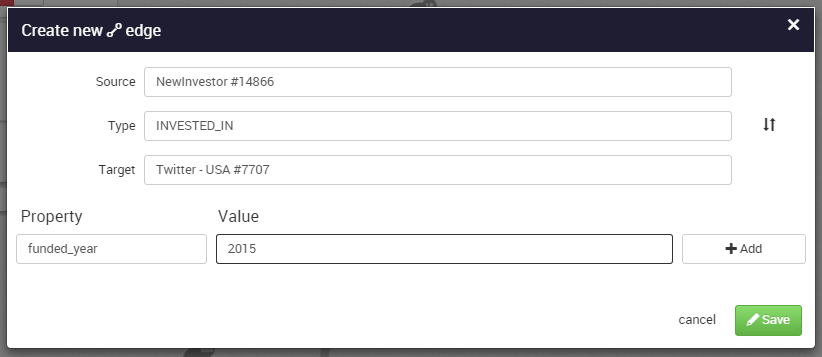 Create new edge
Source NewInvestor #14866
Type INVESTED_IN
Target Twitter - USA #7707
Property Value
funded_year 2015 Add
cancel Save